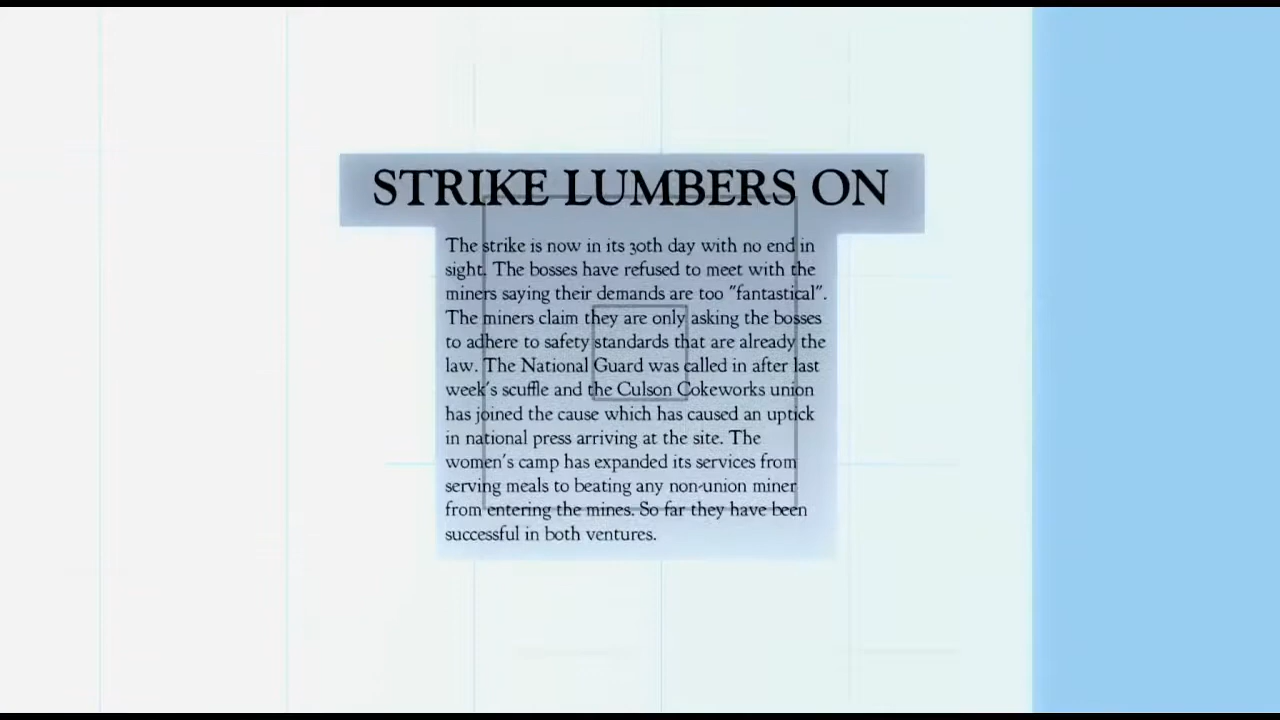 STRIKE LUMBERS ON
The strike is now in its 30th day with no end in
sight. The bosses have refused to meet with the
miners saying their demands are too "fantastical".
The miners claim they are only asking the bosses
to adhere to safety standards that are already the
law. The National Guard was called in after last
week's scuffle and the Culson Cokeworks union
has joined the cause which has caused an uptick
in national press arriving at the site. The
women's camp has expanded its services from
serving meals to beating any non-union miner
from entering the mines. So far they have been
successful in both ventures.